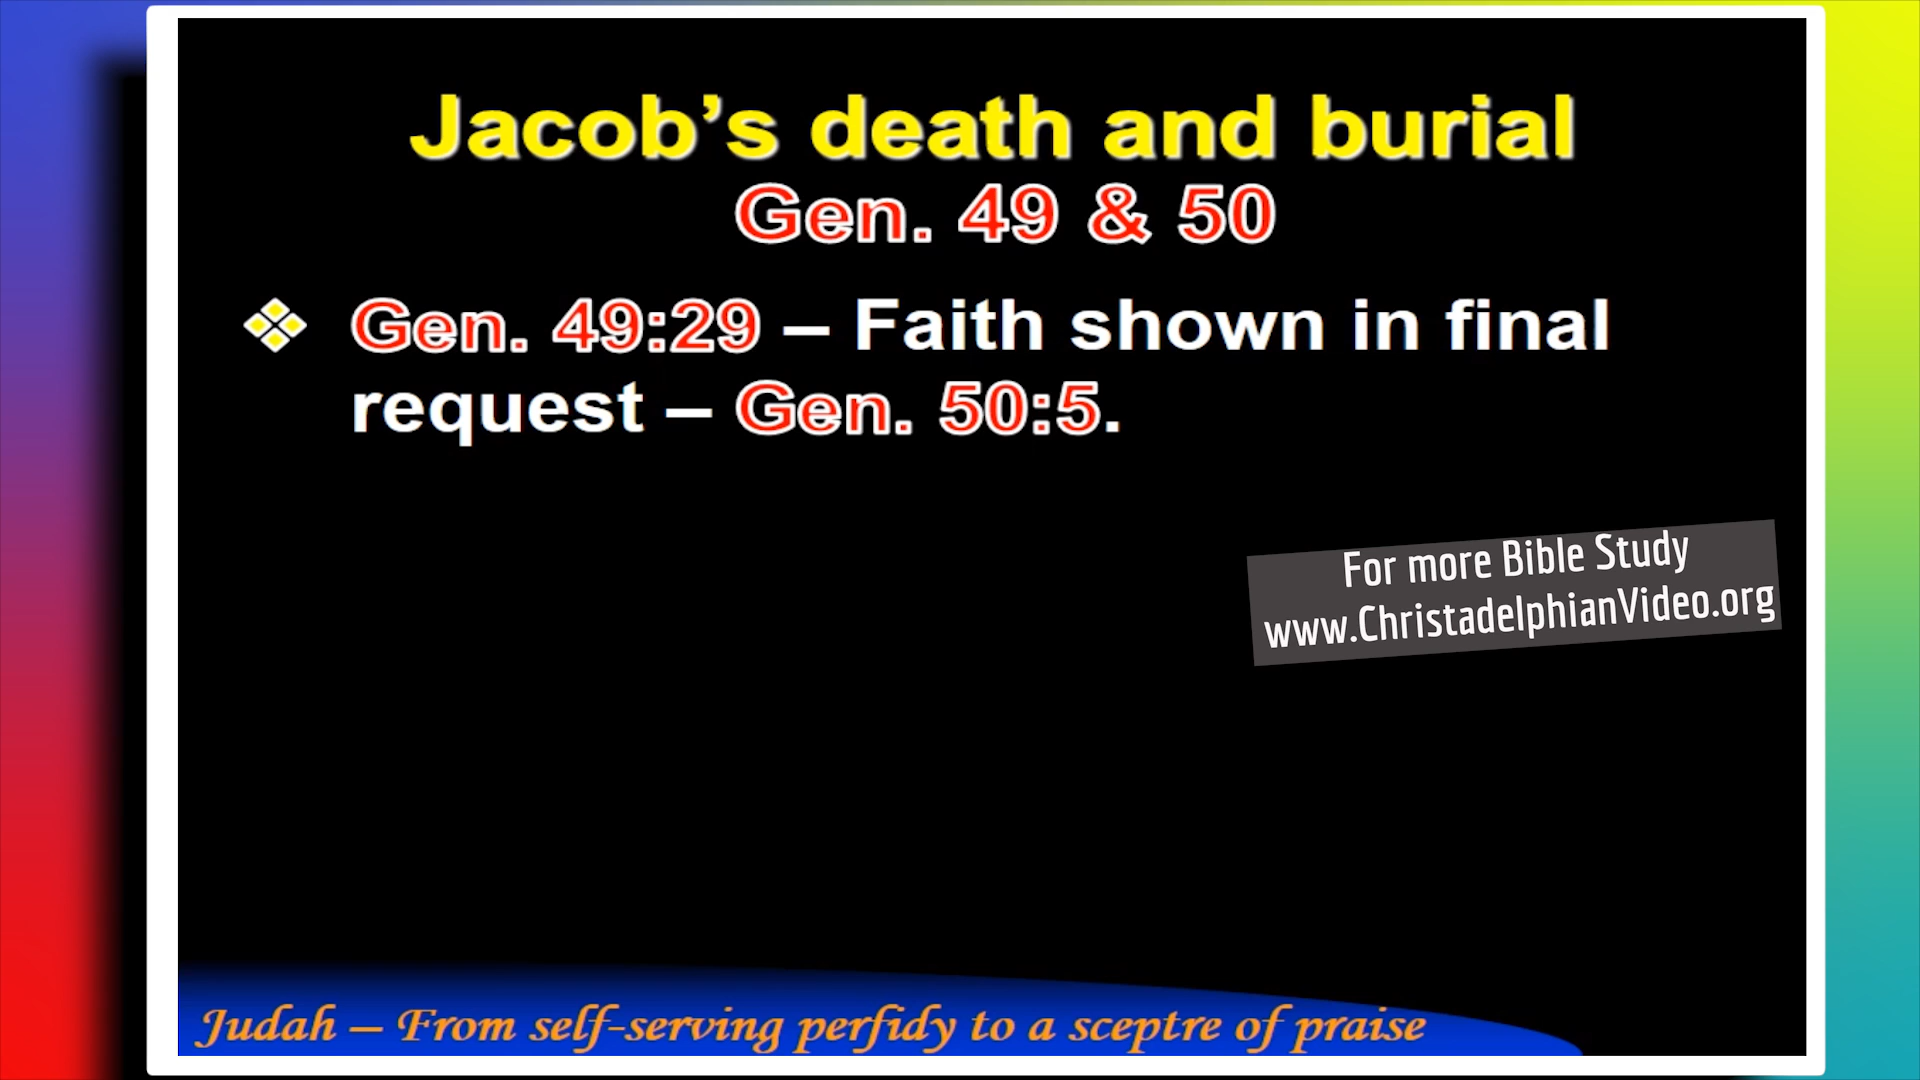 Jacob’s death and burial
Gen. 49 & 50
Gen. 49:29 – Faith shown in final
request – Gen. 50:5.
For more Bible Study
www.ChristadelphianVideo.org
Judah – From self-serving perfidy to a sceptre of praise